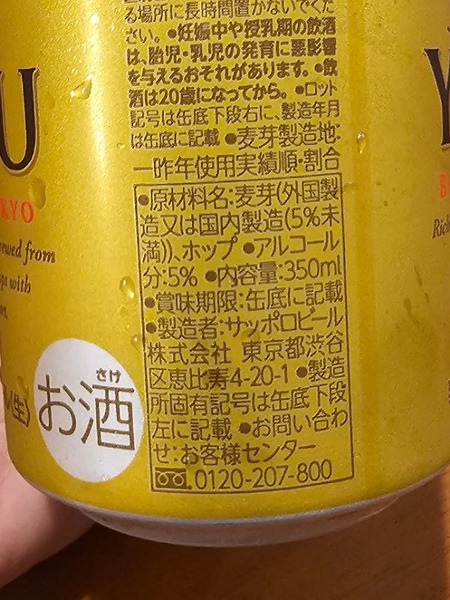 る場所に長時間置かないでくだ
さい。●妊娠中や授乳期の飲酒
は、胎児・乳児の発育に悪影響
を与えるおそれがあります。●飲
酒は20歳になってから。●ロット
記号は缶底下段右に、製造年月
は缶底に記載●麦芽製造地:
一昨年使用実績順・割合
●原材料名:麦芽(外国製
造又は国内製造(5%未
満))、ホップ●アルコール
分:5% ●内容量:350ml
●賞味期限:缶底に記載
●製造者:サッポロビール
株式会社 東京都渋谷
区恵比寿4-20-1 ●製造
所固有記号は缶底下段
左に記載 ●お問い合わ
せ:お客様センター
0120-207-800
U
KYO
ewed from
ps with
(生)
お酒
さけ
Y
B
Rich